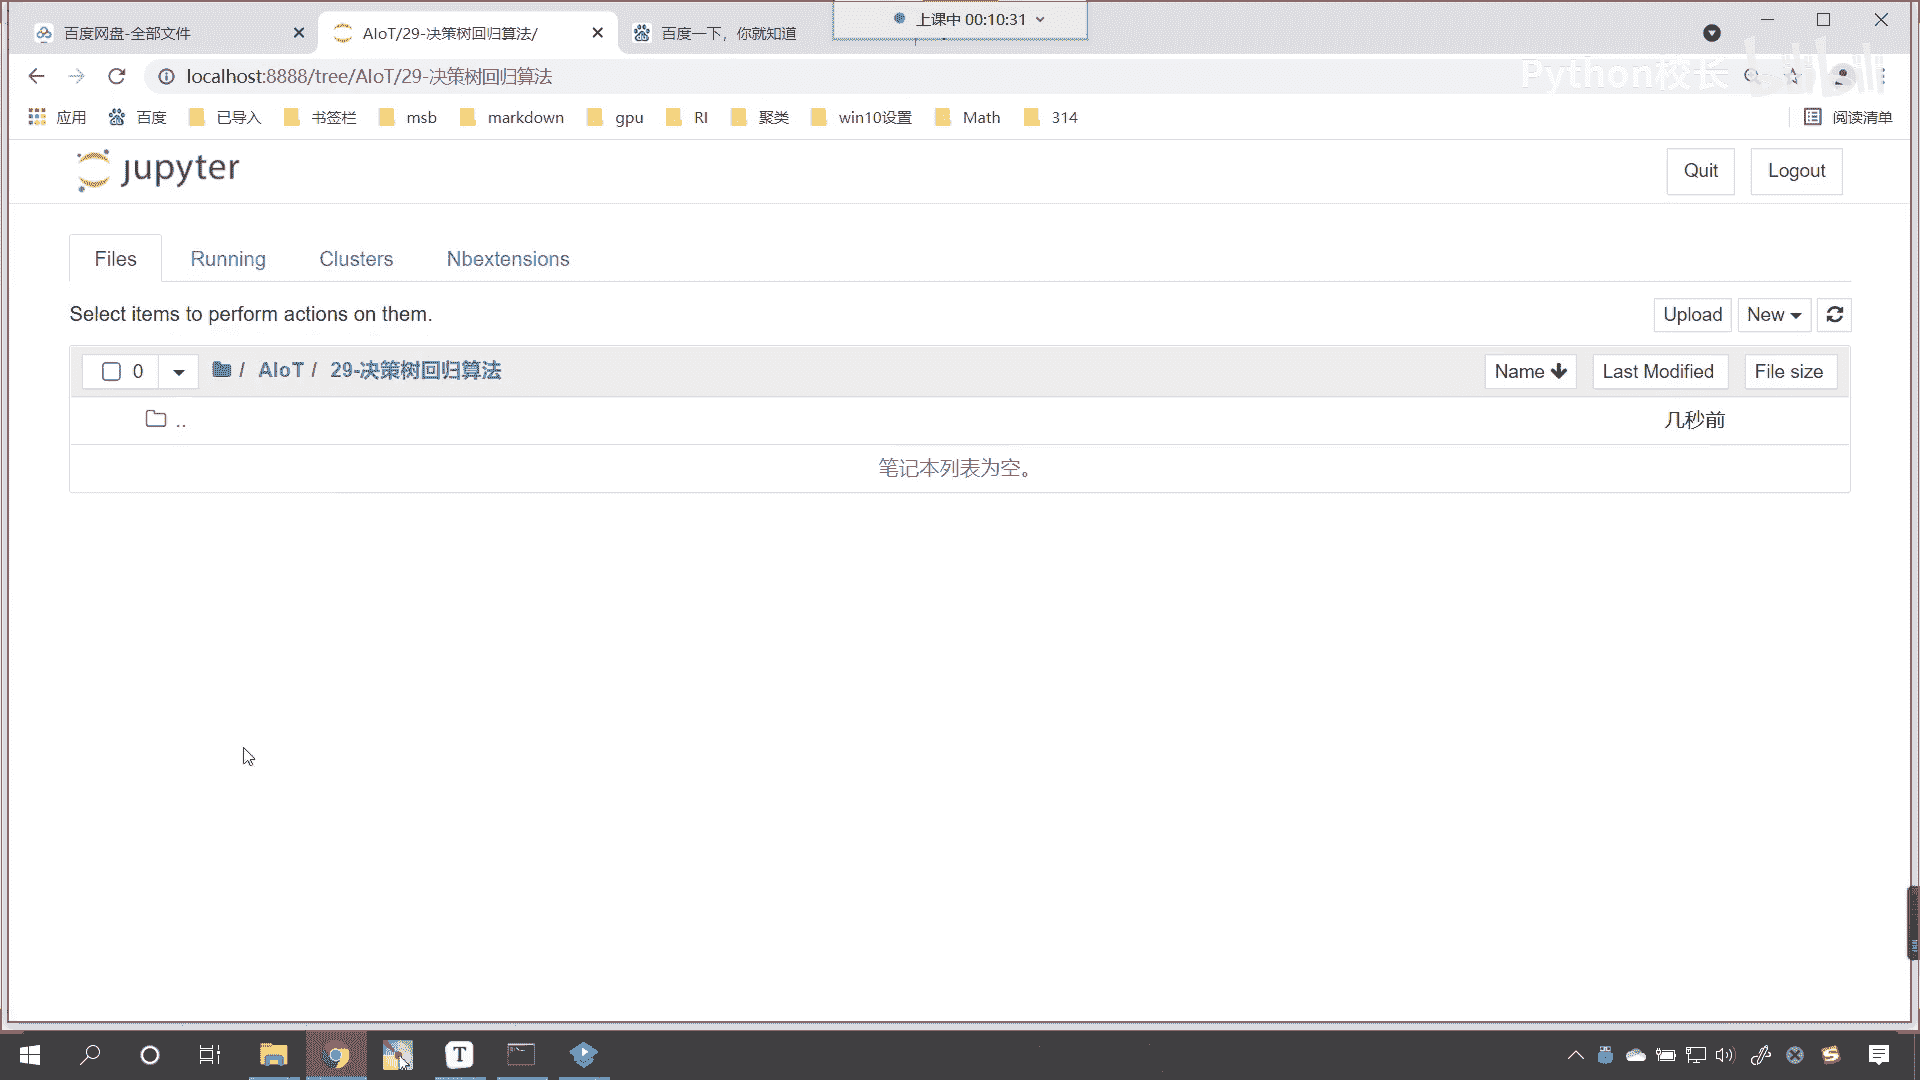 百度网盘-全部文件
AIoT/29-决策树回归算法/
百度一下，你就知道
上课中 00:10:31
localhost:8888/tree/AIoT/29-决策树回归算法
Python校长
bilibili
应用
百度
已导入
书签栏
msb
markdown
gpu
RI
聚类
win10设置
Math
314
阅读清单
jupyter
Quit
Logout
Files
Running
Clusters
Nbextensions
Select items to perform actions on them.
Upload
New
0
/ AIoT / 29-决策树回归算法
Name
Last Modified
File size
..
几秒前
笔记本列表为空。